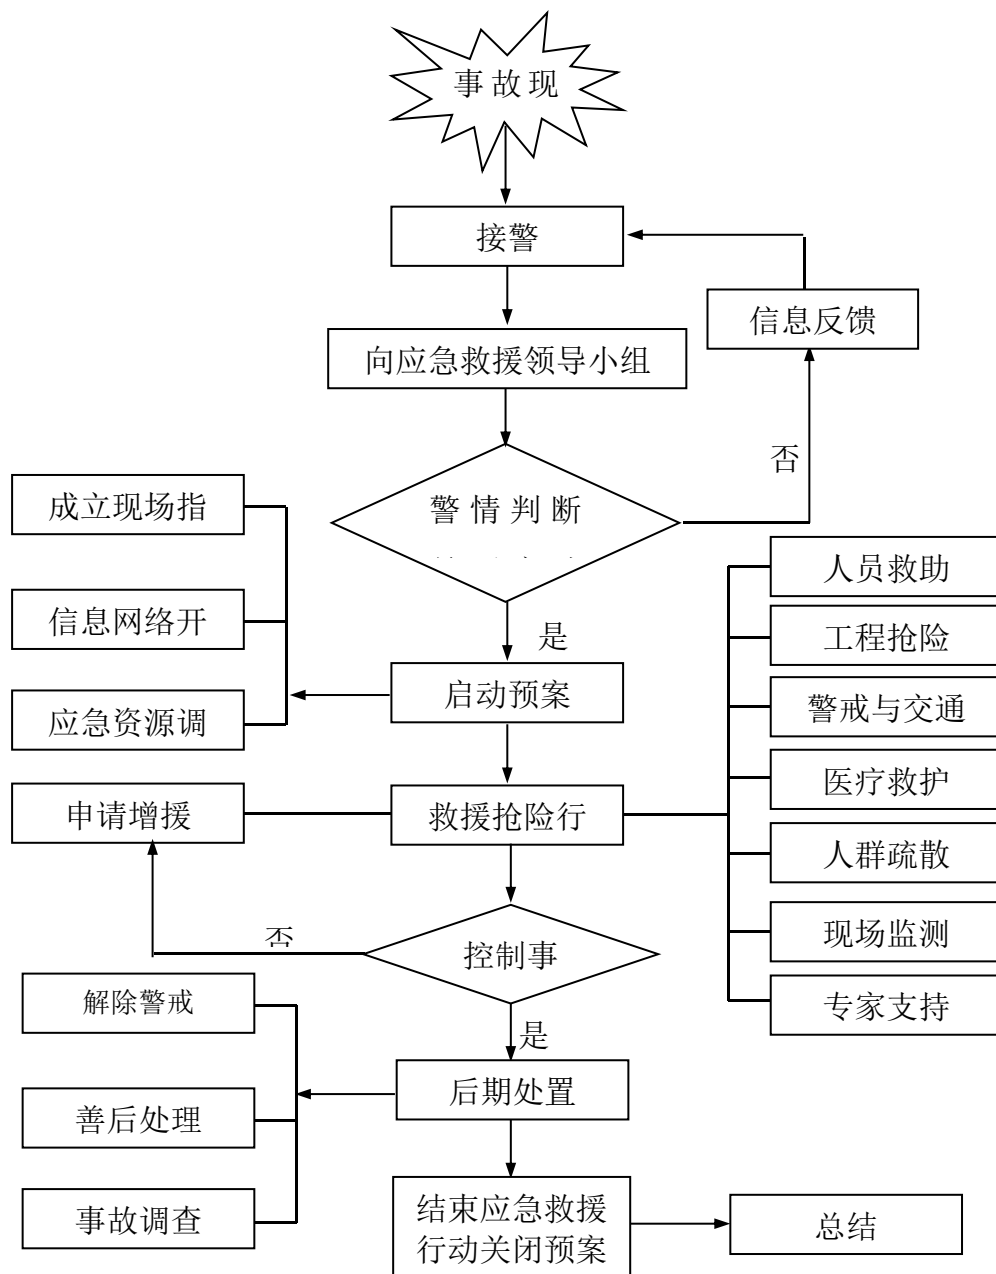 事故现
接警
信息反馈
向应急救援领导小组
否
警情判断
成立现场指
人员救助
信息网络开
是
工程抢险
启动预案
应急资源调
警戒与交通
医疗救护
申请增援
救援抢险行
人群疏散
否
控制事
现场监测
解除警戒
专家支持
是
后期处置
善后处理
事故调查
结束应急救援
行动关闭预案
总结